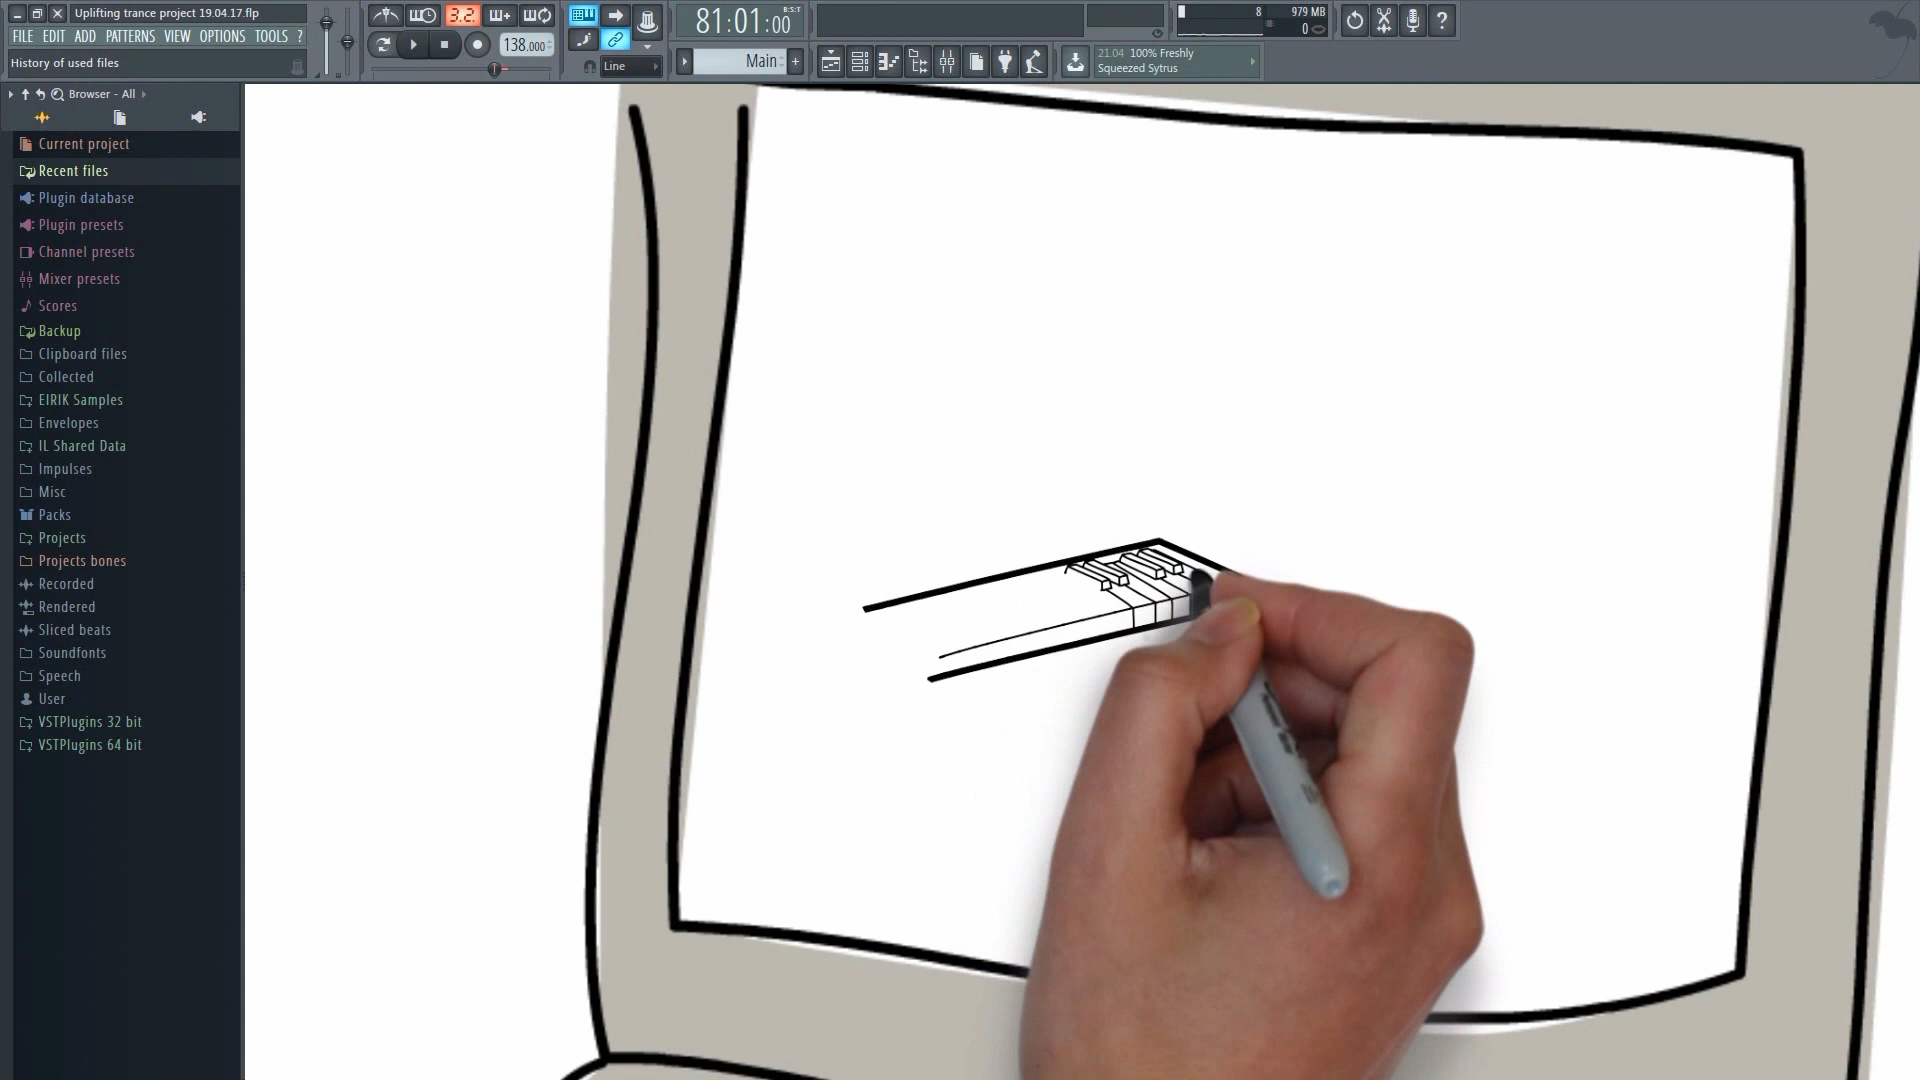 Uplifting trance project 19.04.17.flp
FILE EDIT ADD PATTERNS VIEW OPTIONS TOOLS ?
History of used files
3.2.
138.000
Line
81:01:00
B:S:T
Main
8
979 MB
0
?
21.04 100% Freshly
Squeezed Sytrus
Browser - All
Current project
Recent files
Plugin database
Plugin presets
Channel presets
Mixer presets
Scores
Backup
Clipboard files
Collected
EIRIK Samples
Envelopes
IL Shared Data
Impulses
Misc
Packs
Projects
Projects bones
Recorded
Rendered
Sliced beats
Soundfonts
Speech
User
VSTPlugins 32 bit
VSTPlugins 64 bit